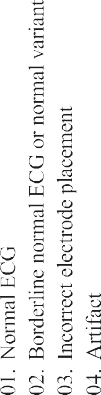 01. Normal ECG
02. Borderline normal ECG or normal variant
03. Incorrect electrode placement
04. Artifact